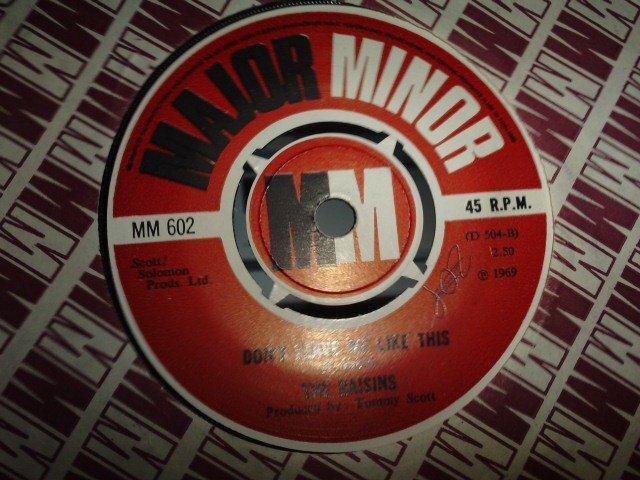 MAJOR MINOR
MM
MM 602
45 R.P.M.
Scott/
Solomon
Prods. Ltd.
(D 504-B)
2.50
℗ 1969
DON'T LEAVE ME LIKE THIS
THE RAISINS
Produced by: Tommy Scott